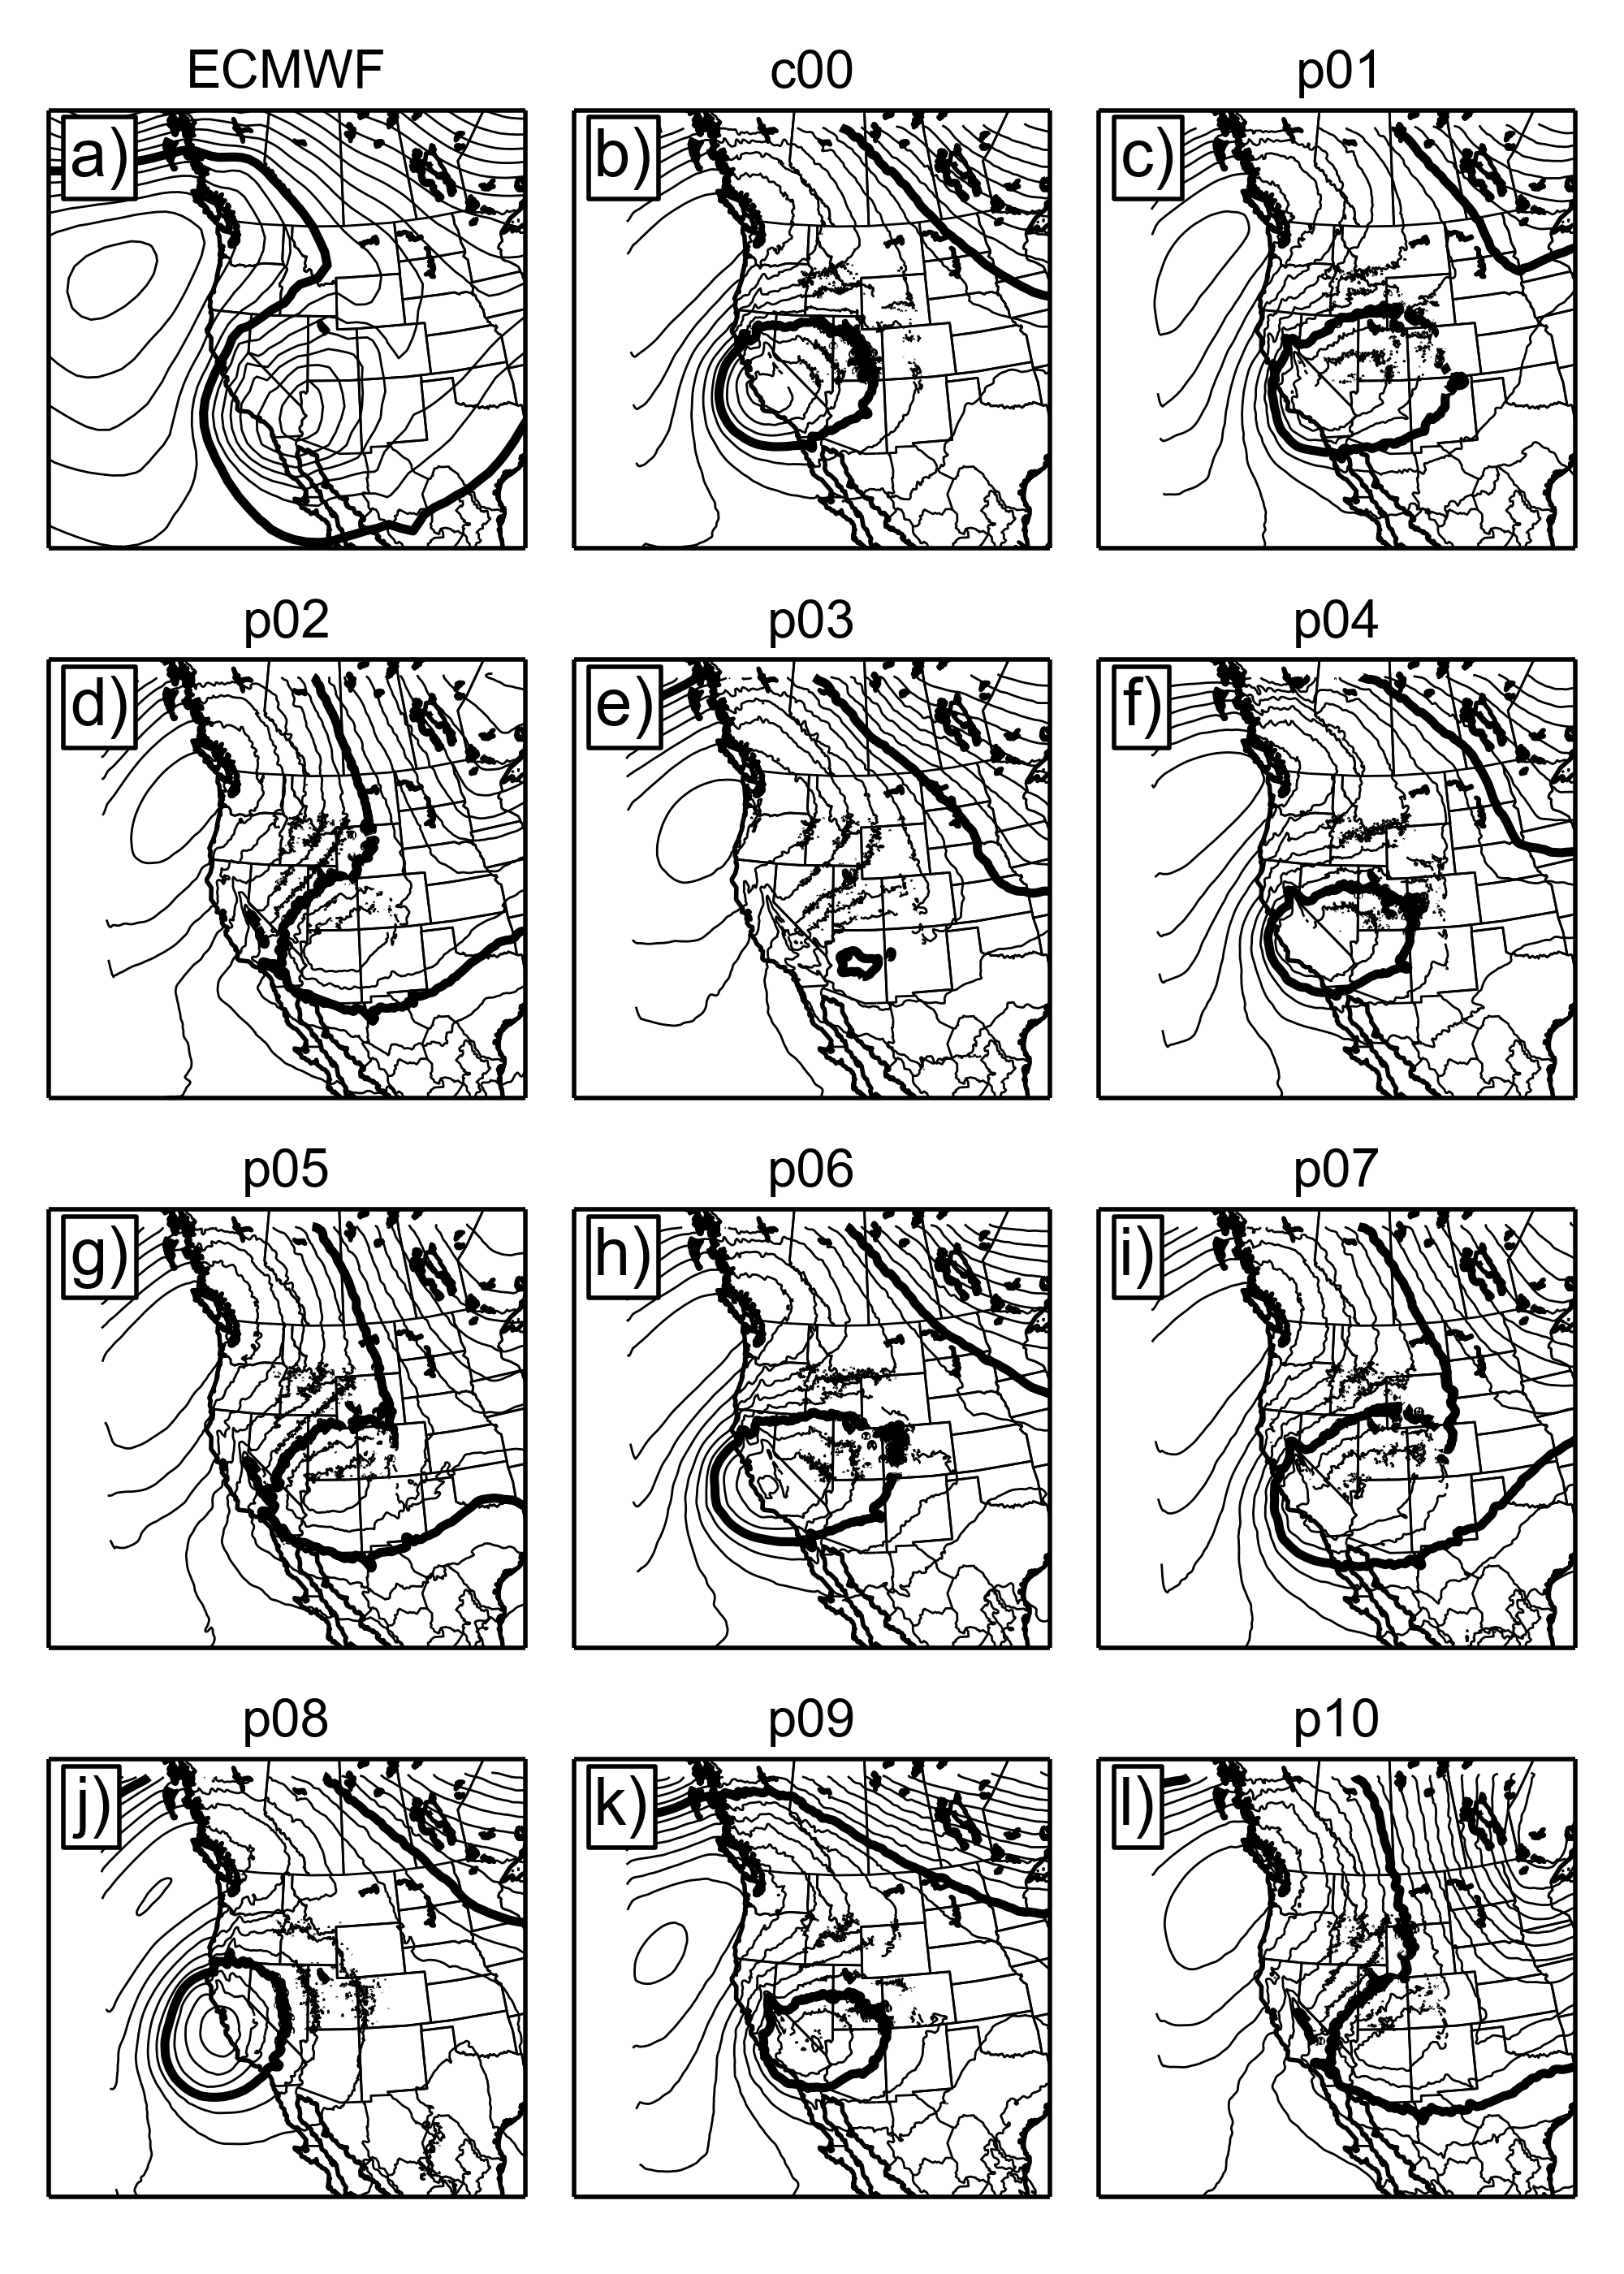 ECMWF c00 p01
a) b) c)
p02 p03 p04
d) e) f)
p05 p06 p07
g) h) i)
p08 p09 p10
j) k) l)